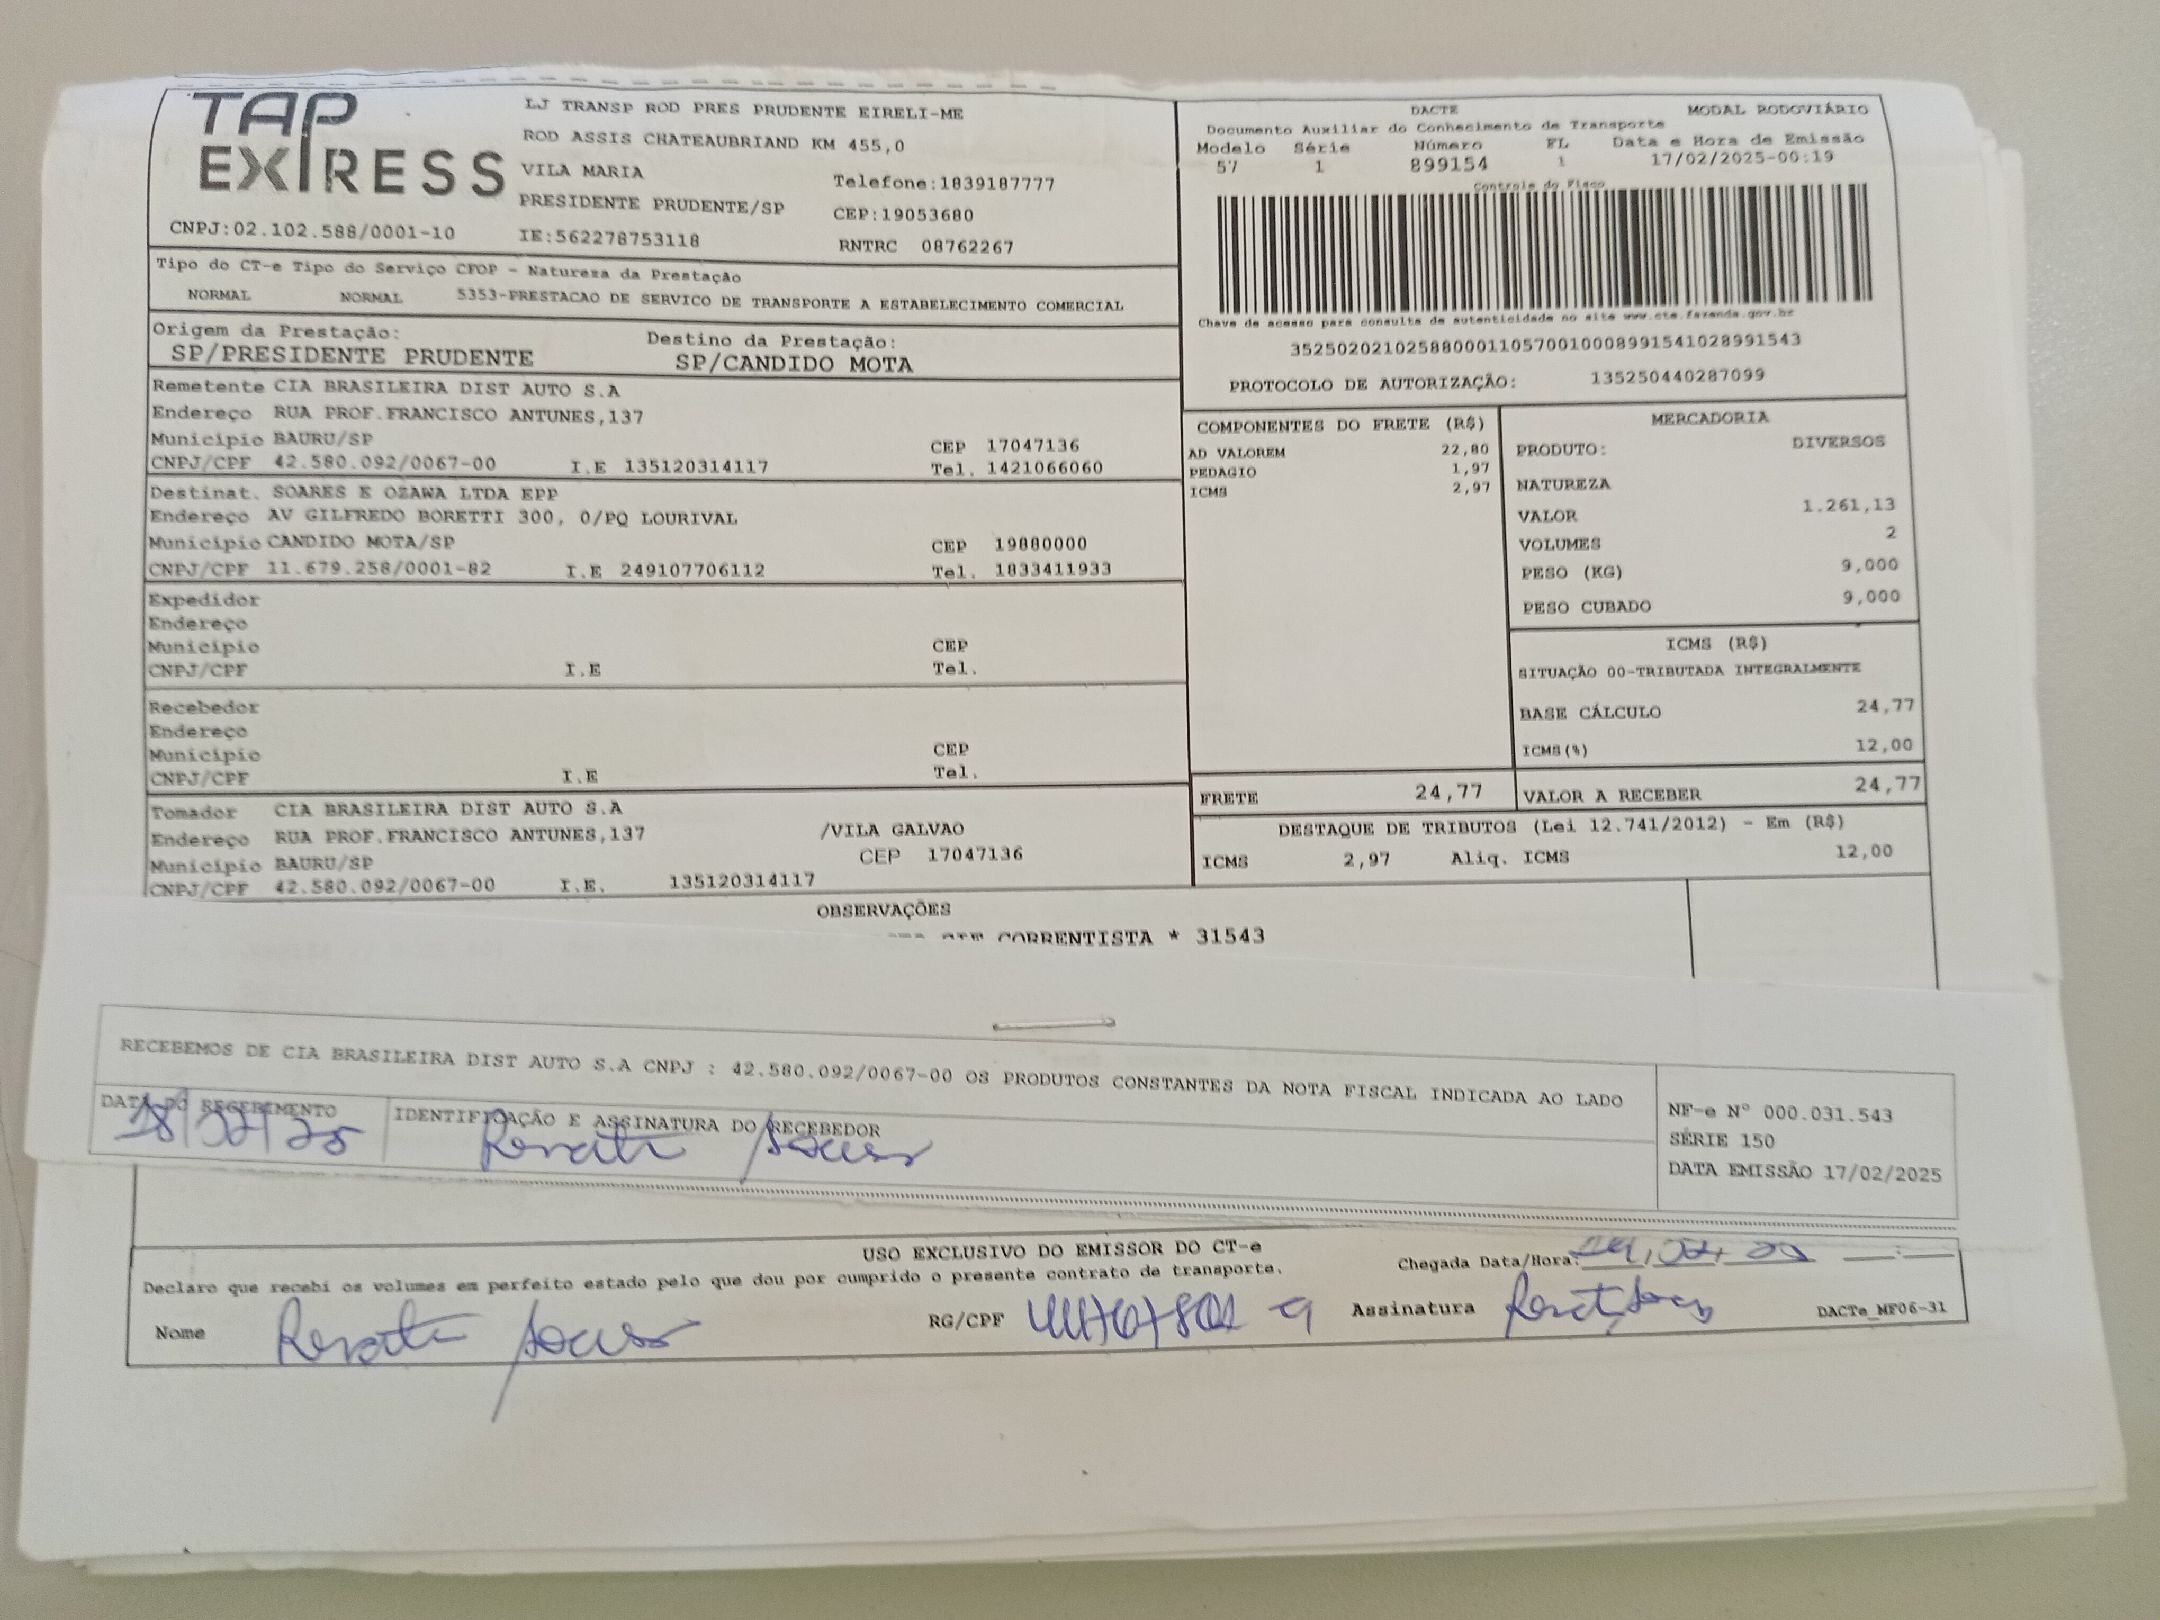 TAP EXPRESS
LJ TRANSP ROD PRES PRUDENTE EIRELI-ME
ROD ASSIS CHATEAUBRIAND KM 455,0
VILA MARIA
Telefone:1839187777
PRESIDENTE PRUDENTE/SP
CEP:19053680
CNPJ:02.102.588/0001-10
IE:562278753118
RNTRC 08762267
DACTE MODAL RODOVIÁRIO
Documento Auxiliar do Conhecimento de Transporte
Modelo Série Número FL Data e Hora de Emissão
57 1 899154 1 17/02/2025-00:19
Controle do Fisco
Chave de acesso para consulta de autenticidade no site www.cte.fazenda.gov.br
35250202102588000110570010008991541028991543
PROTOCOLO DE AUTORIZAÇÃO: 135250440287099
Tipo do CT-e Tipo do Serviço CFOP - Natureza da Prestação
NORMAL NORMAL 5353-PRESTACAO DE SERVICO DE TRANSPORTE A ESTABELECIMENTO COMERCIAL
Origem da Prestação: Destino da Prestação:
SP/PRESIDENTE PRUDENTE SP/CANDIDO MOTA
Remetente CIA BRASILEIRA DIST AUTO S.A
Endereço RUA PROF.FRANCISCO ANTUNES,137
Município BAURU/SP CEP 17047136
CNPJ/CPF 42.580.092/0067-00 I.E 135120314117 Tel. 1421066060
Destinat. SOARES E OZAWA LTDA EPP
Endereço AV GILFREDO BORETTI 300, 0/PQ LOURIVAL
Município CANDIDO MOTA/SP CEP 19880000
CNPJ/CPF 11.679.258/0001-82 I.E 249107706112 Tel. 1833411933
Expedidor
Endereço
Município CEP
CNPJ/CPF I.E Tel.
Recebedor
Endereço
Município CEP
CNPJ/CPF I.E Tel.
Tomador CIA BRASILEIRA DIST AUTO S.A
Endereço RUA PROF.FRANCISCO ANTUNES,137 /VILA GALVAO
Município BAURU/SP CEP 17047136
CNPJ/CPF 42.580.092/0067-00 I.E. 135120314117
COMPONENTES DO FRETE (R$)
AD VALOREM 22,80
PEDAGIO 1,97
ICMS 2,97
MERCADORIA
PRODUTO: DIVERSOS
NATUREZA
VALOR 1.261,13
VOLUMES 2
PESO (KG) 9,000
PESO CUBADO 9,000
ICMS (R$)
SITUAÇÃO 00-TRIBUTADA INTEGRALMENTE
BASE CÁLCULO 24,77
ICMS(%) 12,00
FRETE 24,77 VALOR A RECEBER 24,77
DESTAQUE DE TRIBUTOS (Lei 12.741/2012) - Em (R$)
ICMS 2,97 Aliq. ICMS 12,00
OBSERVAÇÕES
CORRENTISTA * 31543
RECEBEMOS DE CIA BRASILEIRA DIST AUTO S.A CNPJ : 42.580.092/0067-00 OS PRODUTOS CONSTANTES DA NOTA FISCAL INDICADA AO LADO
DATA DO RECEBIMENTO IDENTIFICAÇÃO E ASSINATURA DO RECEBEDOR
18/02/25 Renata
NF-e Nº 000.031.543
SÉRIE 150
DATA EMISSÃO 17/02/2025
USO EXCLUSIVO DO EMISSOR DO CT-e
Declaro que recebi os volumes em perfeito estado pelo que dou por cumprido o presente contrato de transporte.
Chegada Data/Hora:
Nome Renata
RG/CPF
Assinatura
DACTe_MF06-31